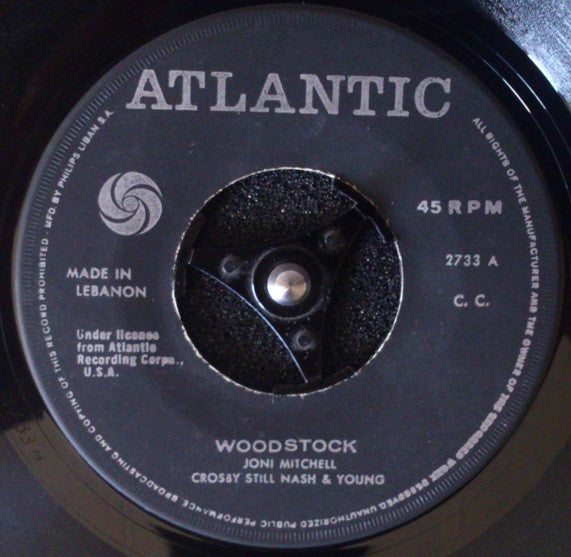 ATLANTIC
45 RPM
MADE IN
LEBANON
2733 A
C. C.
Under license
from Atlantic
Recording Corps.,
U.S.A.
WOODSTOCK
JONI MITCHELL
CROSBY STILL NASH & YOUNG
ALL RIGHTS OF THE MANUFACTURER AND THE OWNER OF THE RECORDED WORK RESERVED. UNAUTHORIZED PUBLIC PERFORMANCE BROADCASTING AND COPYING OF THIS RECORD PROHIBITED - MFD. BY PHILIPS LIBAN S.A.